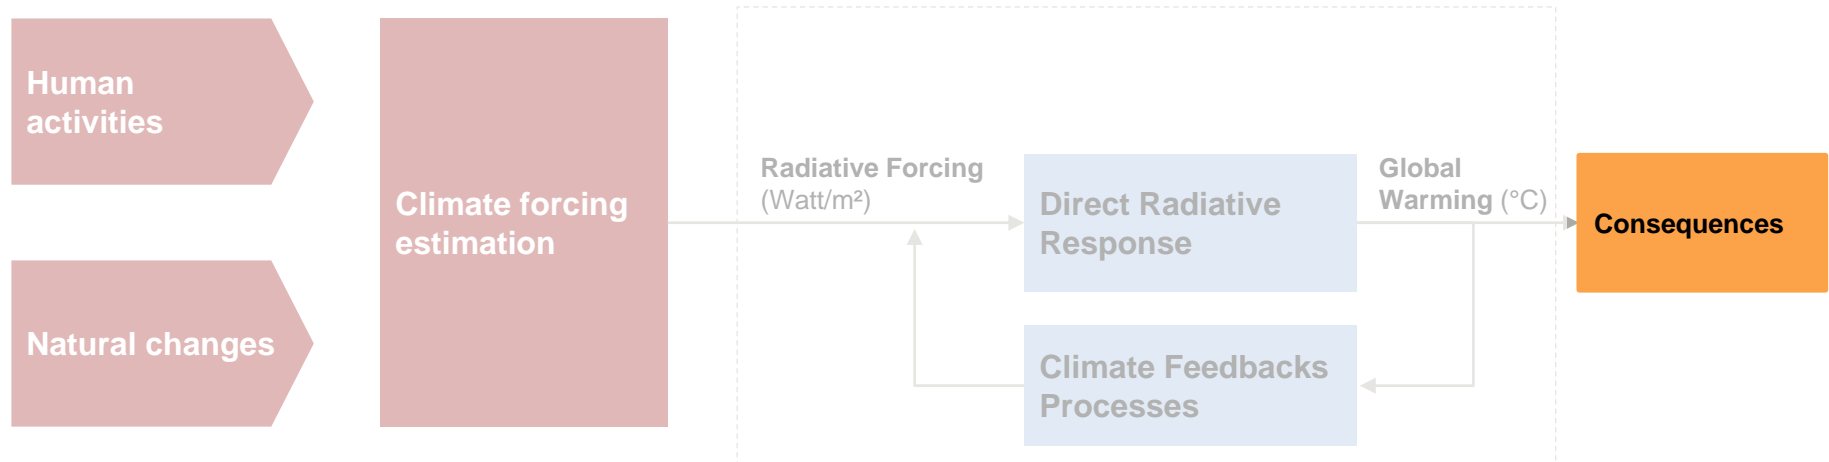 Human
activities
Natural changes
Climate forcing
estimation
Radiative Forcing
(Watt/m²)
Direct Radiative
Response
Climate Feedbacks
Processes
Global
Warming (°C)
Consequences